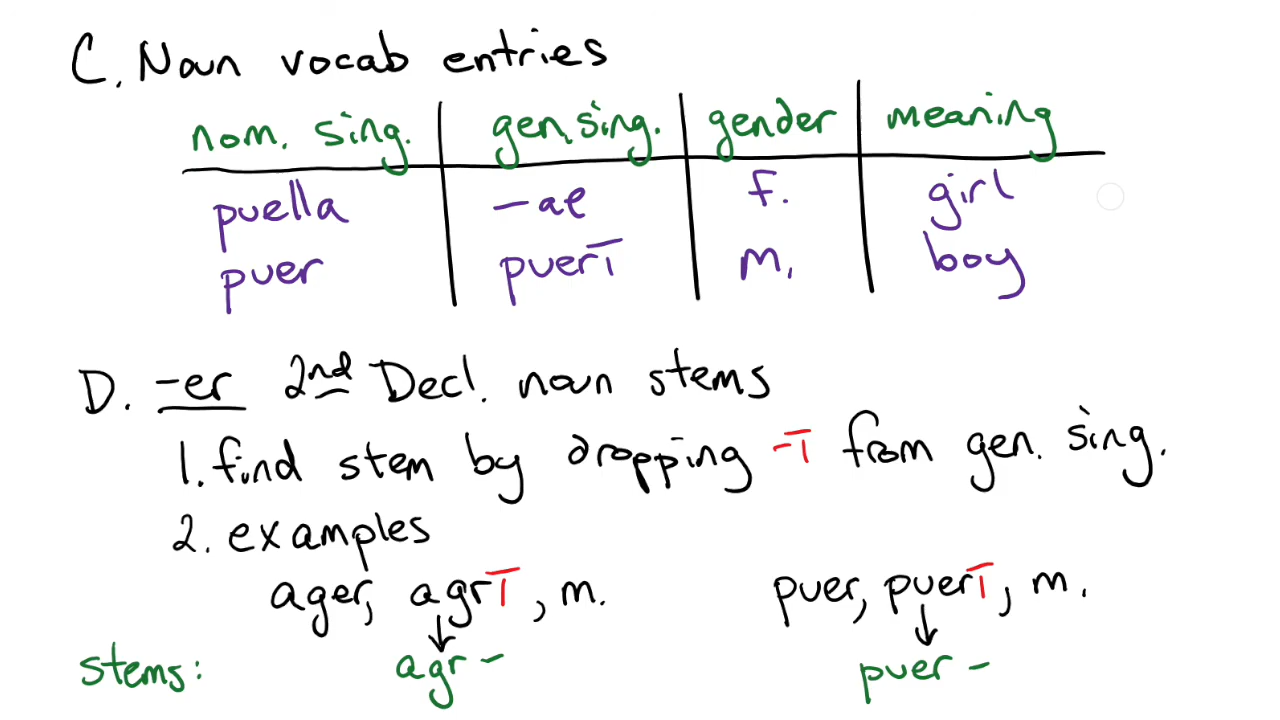 C. Noun vocab entries
nom. sing. gen. sing. gender meaning
puella -ae f. girl
puer puerī m. boy
D. -er 2nd Decl. noun stems
1. find stem by dropping -ī from gen. sing.
2. examples
ager, agrī, m. puer, puerī, m.
stems: agr- puer-